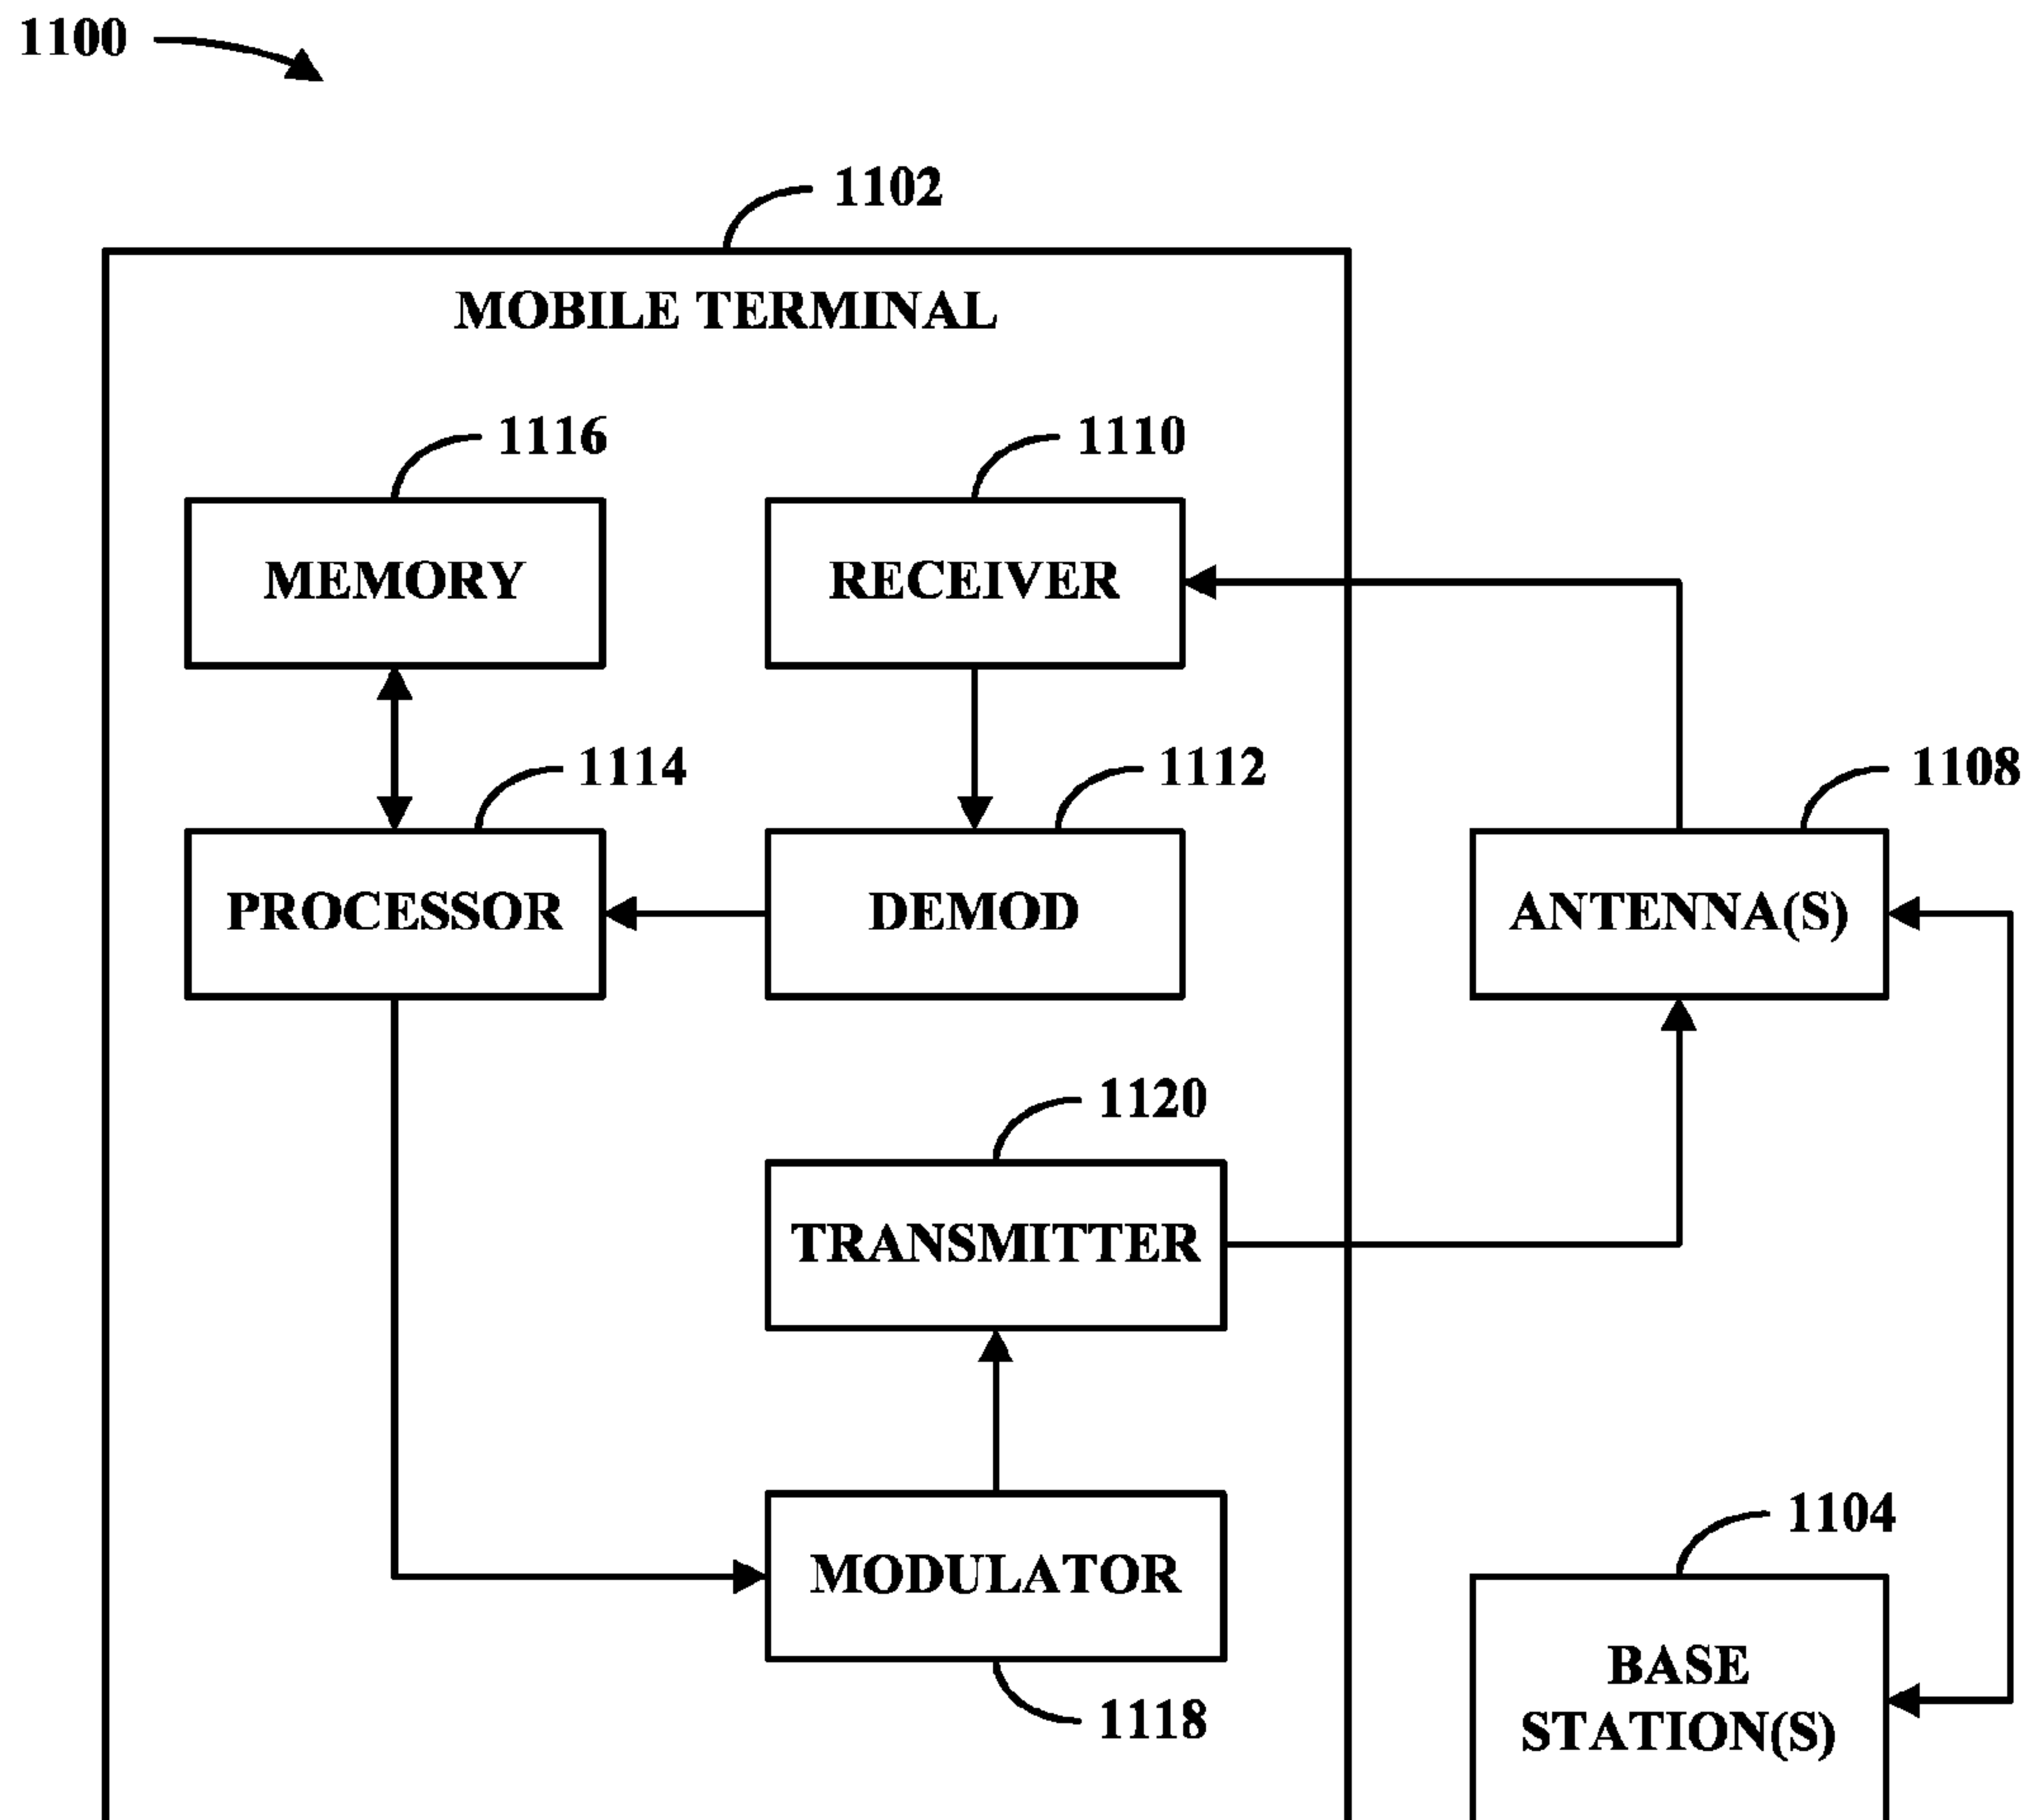 1100
1102
MOBILE TERMINAL
1116
1110
MEMORY
RECEIVER
1114
1112
1108
PROCESSOR
DEMOD
ANTENNA(S)
1120
TRANSMITTER
1104
MODULATOR
BASE
STATION(S)
1118